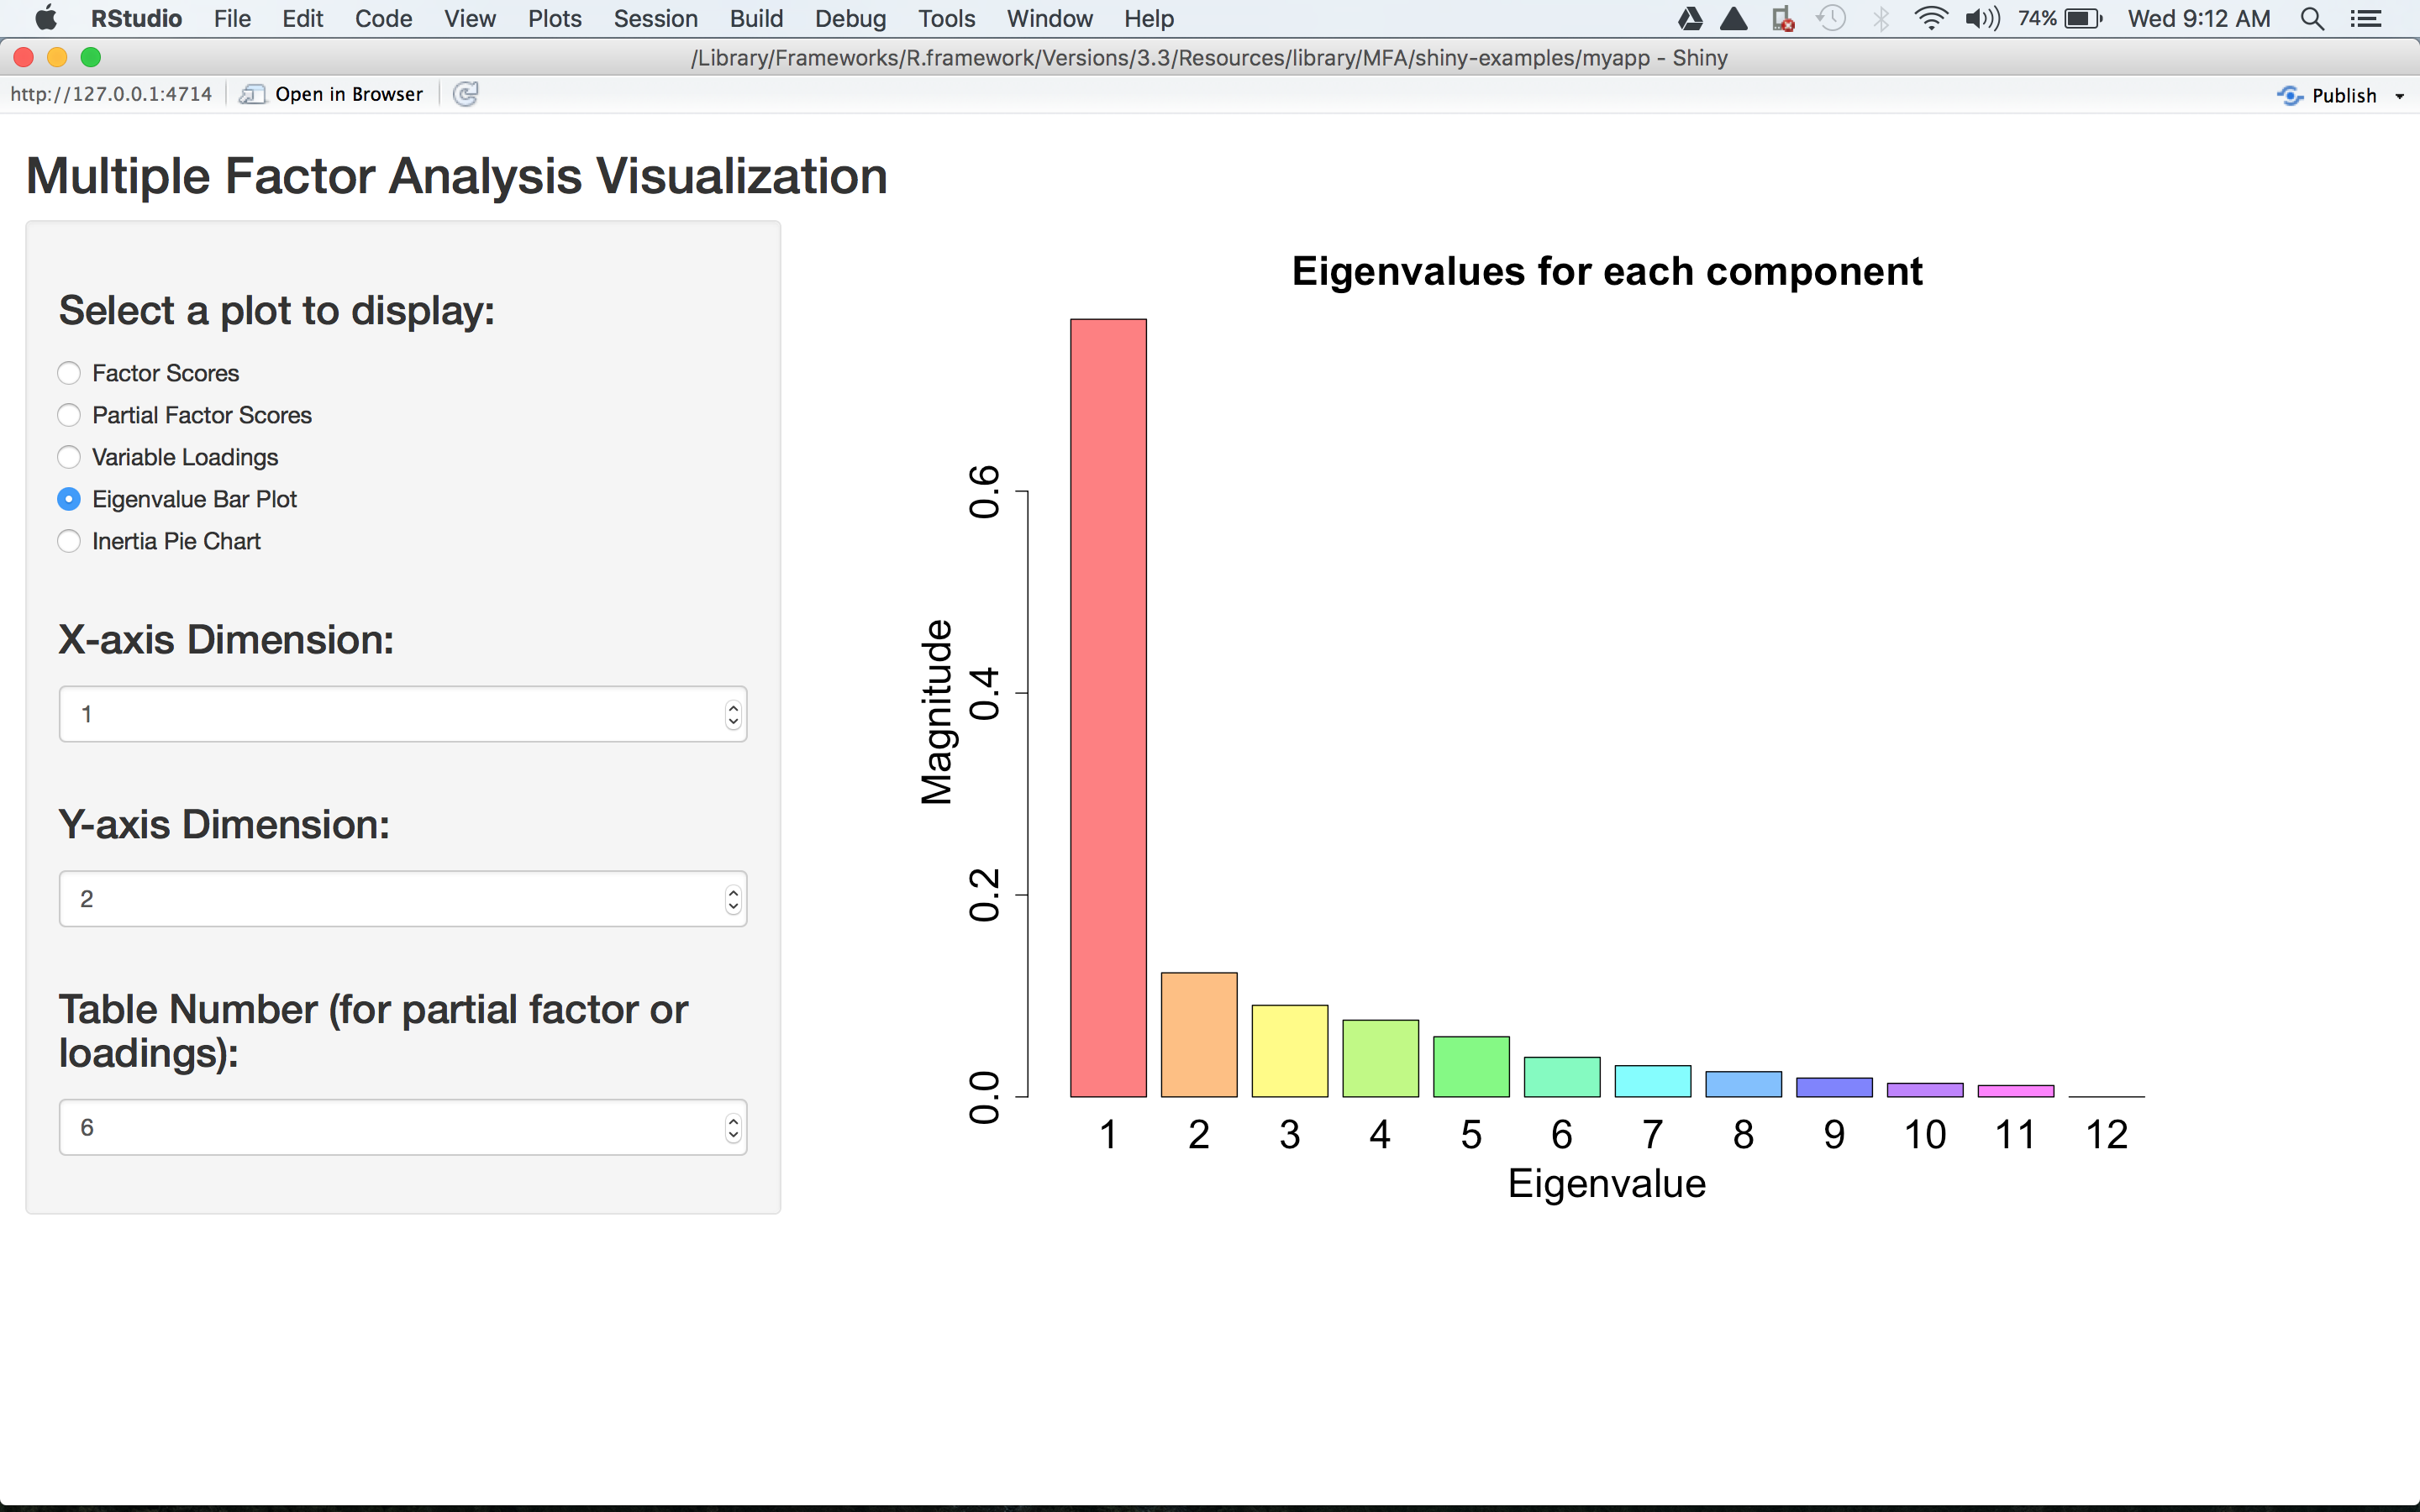 RStudio File Edit Code View Plots Session Build Debug Tools Window Help 74% Wed 9:12 AM
/Library/Frameworks/R.framework/Versions/3.3/Resources/library/MFA/shiny-examples/myapp - Shiny
http://127.0.0.1:4714 Open in Browser Publish
Multiple Factor Analysis Visualization
Select a plot to display:
Factor Scores
Partial Factor Scores
Variable Loadings
Eigenvalue Bar Plot
Inertia Pie Chart
X-axis Dimension:
1
Y-axis Dimension:
2
Table Number (for partial factor or
loadings):
6
Eigenvalues for each component
Magnitude
0.6
0.4
0.2
0.0
1 2 3 4 5 6 7 8 9 10 11 12
Eigenvalue